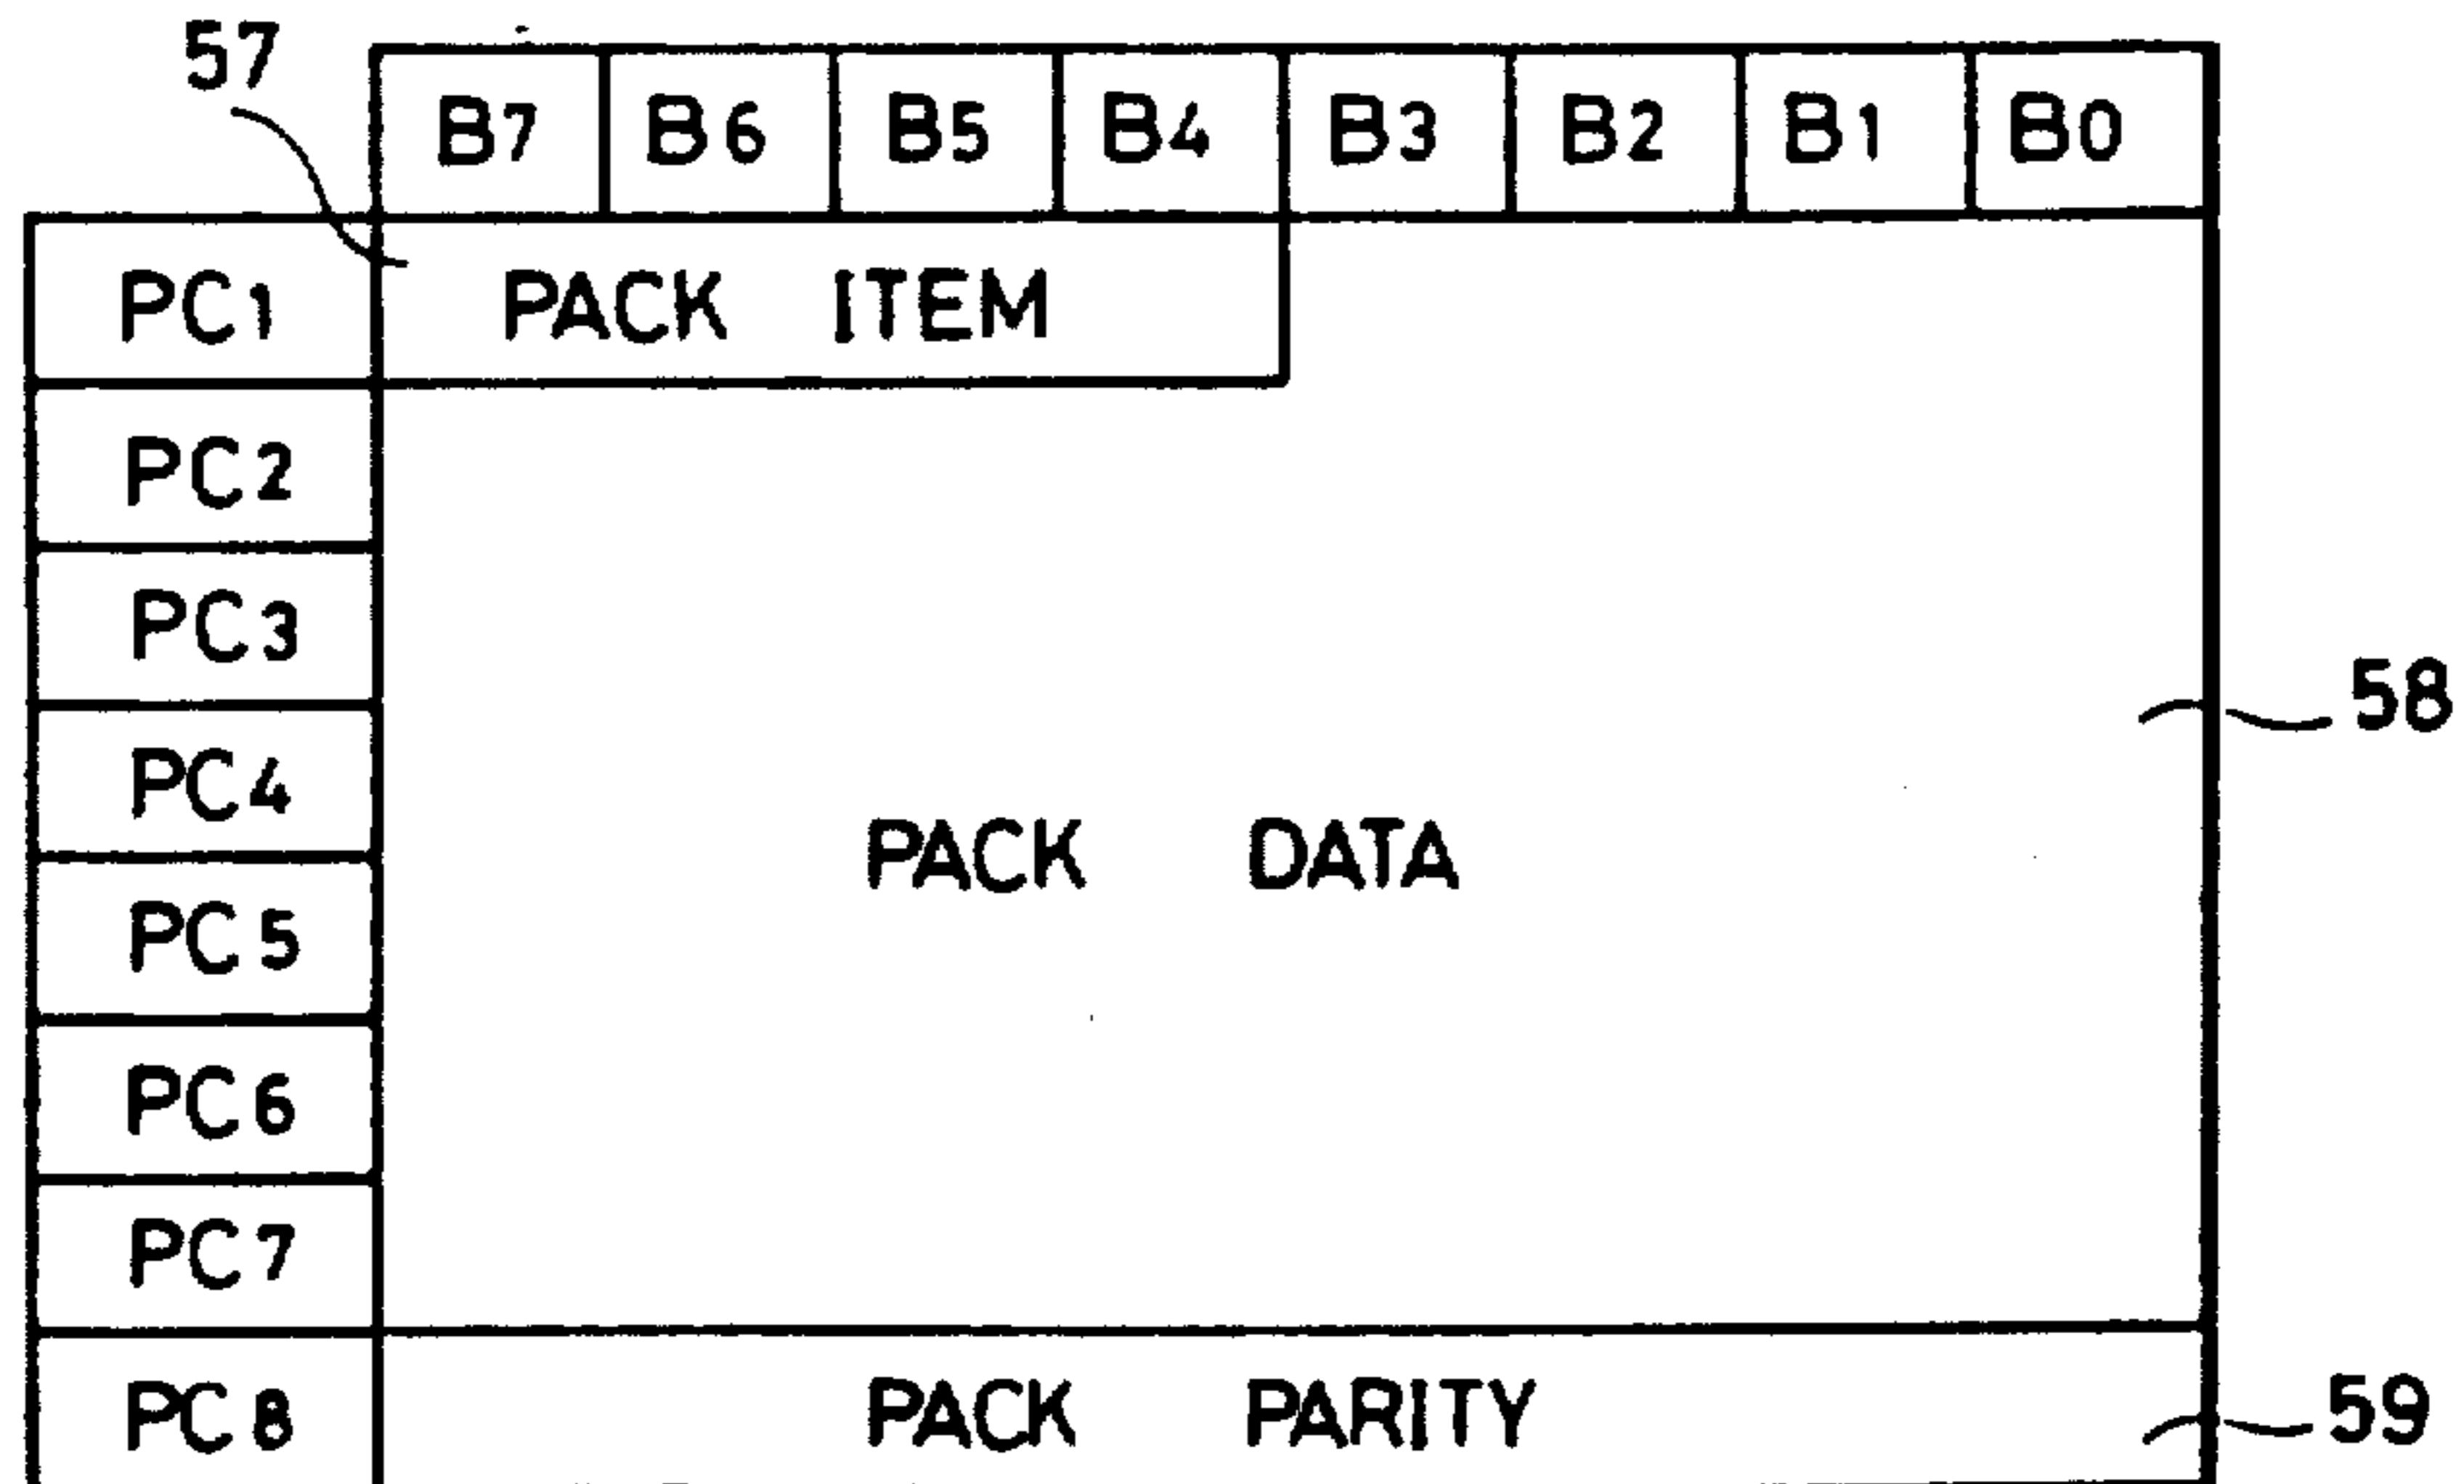 57
B7 B6 B5 B4 B3 B2 B1 B0
PC1 PACK ITEM
PC2
PC3
58
PC4
PACK DATA
PC5
PC6
PC7
PC8 PACK PARITY 59